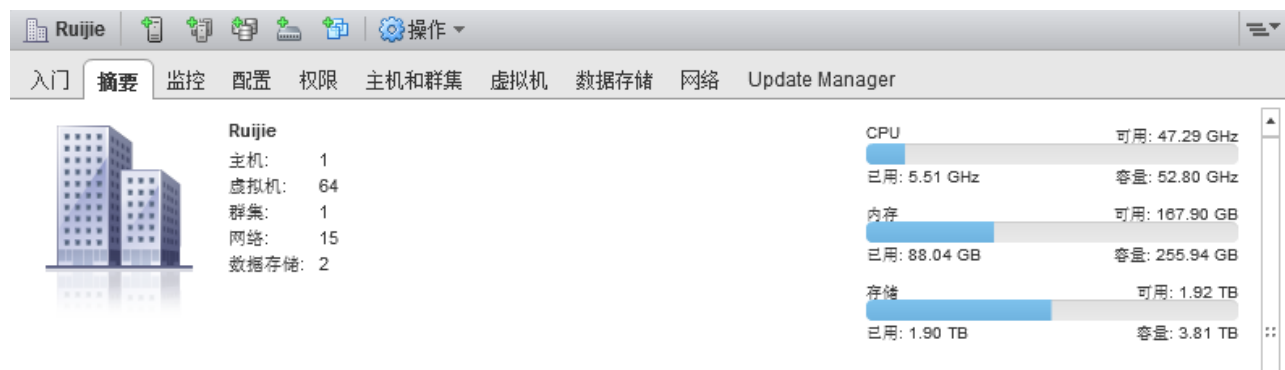 Ruijie 操作
入门 摘要 监控 配置 权限 主机和群集 虚拟机 数据存储 网络 Update Manager
Ruijie
主机: 1
虚拟机: 64
群集: 1
网络: 15
数据存储: 2
CPU 可用: 47.29 GHz
已用: 5.51 GHz 容量: 52.80 GHz
内存 可用: 167.90 GB
已用: 88.04 GB 容量: 255.94 GB
存储 可用: 1.92 TB
已用: 1.90 TB 容量: 3.81 TB